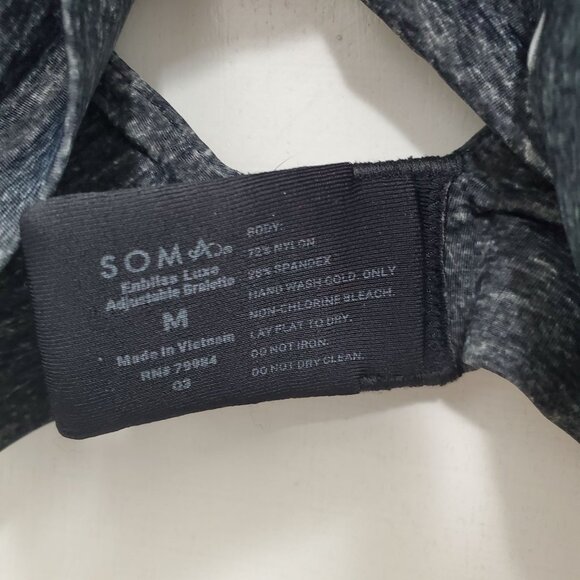 SOMA
Enbliss Luxe
Adjustable Bralette
M
Made in Vietnam
RN# 79984
03
BODY:
72% NYLON
28% SPANDEX
HAND WASH COLD. ONLY
NON-CHLORINE BLEACH.
LAY FLAT TO DRY.
DO NOT IRON.
DO NOT DRY CLEAN.